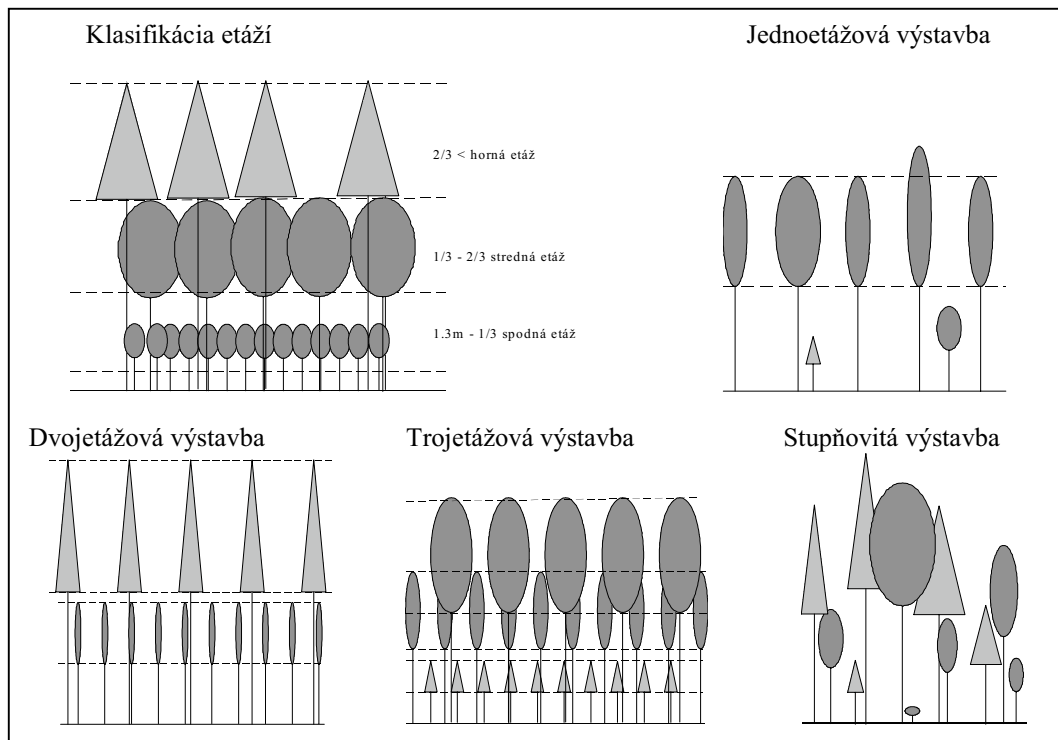 Klasifikácia etáží
Jednoetážová výstavba
2/3 < horná etáž
1/3 - 2/3 stredná etáž
1.3m - 1/3 spodná etáž
Dvojetážová výstavba
Trojetážová výstavba
Stupňovitá výstavba